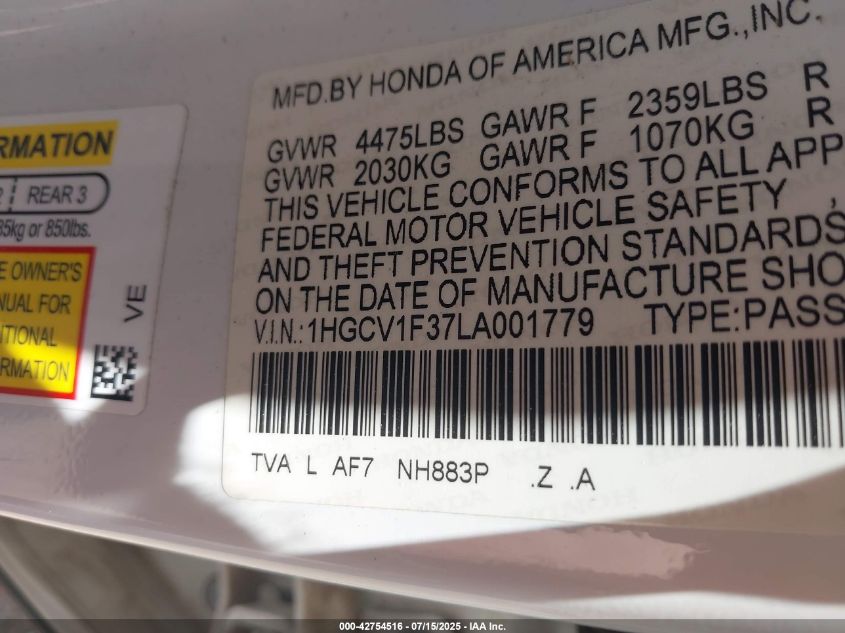 RMATION
REAR 3
85kg or 850lbs.
E OWNER'S
NUAL FOR
ITIONAL
ORMATION
VE
MFD.BY HONDA OF AMERICA MFG.,INC.
GVWR 4475LBS GAWR F 2359LBS R
GVWR 2030KG GAWR F 1070KG R
THIS VEHICLE CONFORMS TO ALL APP
FEDERAL MOTOR VEHICLE SAFETY ,
AND THEFT PREVENTION STANDARDS
ON THE DATE OF MANUFACTURE SHO
V.I.N.:1HGCV1F37LA001779 TYPE:PASS
TVA L AF7 NH883P .Z .A
000-42754516 - 07/15/2025 - IAA Inc.